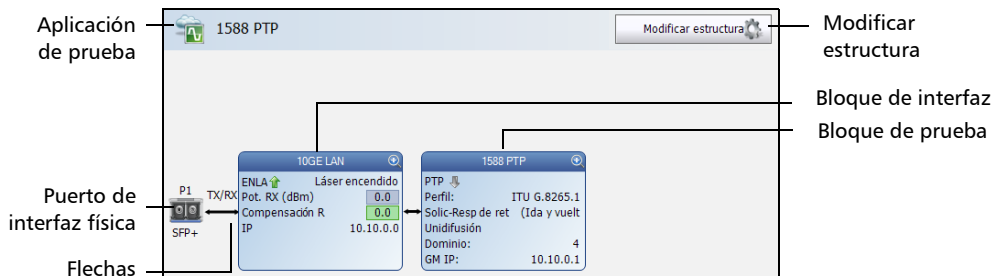 Aplicación
de prueba
1588 PTP
Modificar estructura
Modificar
estructura
Bloque de interfaz
Bloque de prueba
10GE LAN
1588 PTP
ENLA Láser encendido
Pot. RX (dBm) 0.0
Compensación R 0.0
IP 10.10.0.0
PTP
Perfil: ITU G.8265.1
Solic-Resp de ret (Ida y vuelt
Unidifusión
Dominio: 4
GM IP: 10.10.0.1
Puerto de
interfaz física
P1
TX/RX
SFP+
Flechas